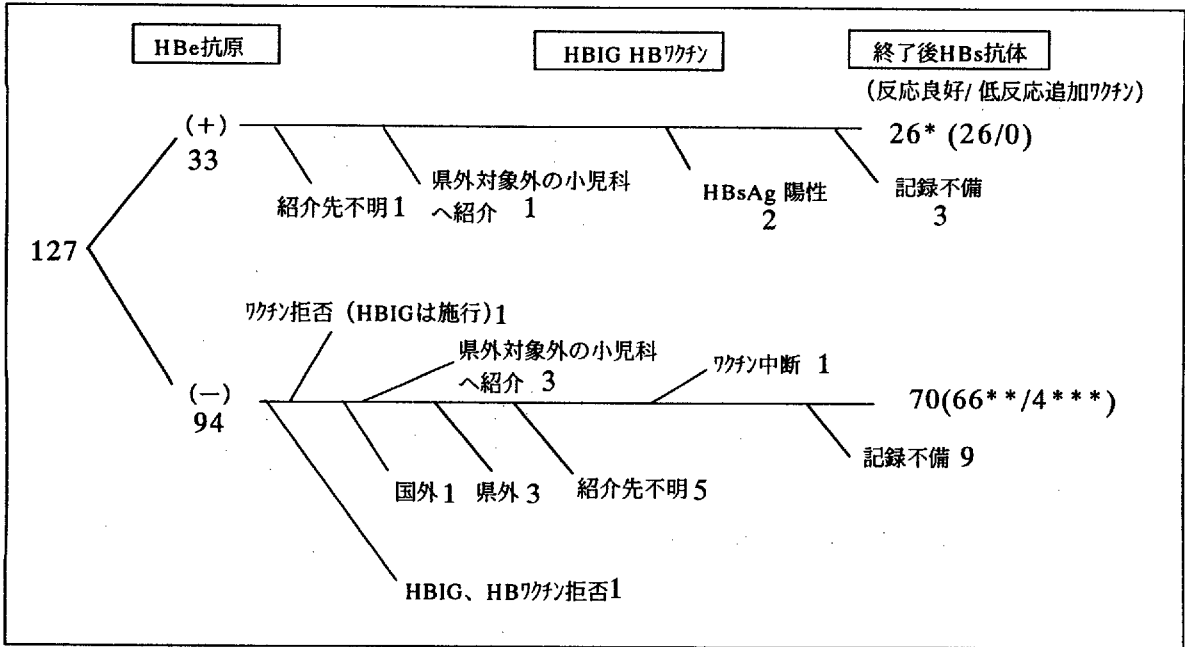 HBe抗原
HBIG HBﾜｸﾁﾝ
終了後HBs抗体
(反応良好/ 低反応追加ﾜｸﾁﾝ)
(+)
33
26* (26/0)
紹介先不明 1
県外対象外の小児科
へ紹介 1
HBsAg 陽性
2
記録不備
3
127
ﾜｸﾁﾝ拒否 (HBIGは施行) 1
県外対象外の小児科
へ紹介 3
ﾜｸﾁﾝ中断 1
(—)
94
70(66**/4***)
国外 1
県外 3
紹介先不明 5
記録不備 9
HBIG、HBﾜｸﾁﾝ拒否1